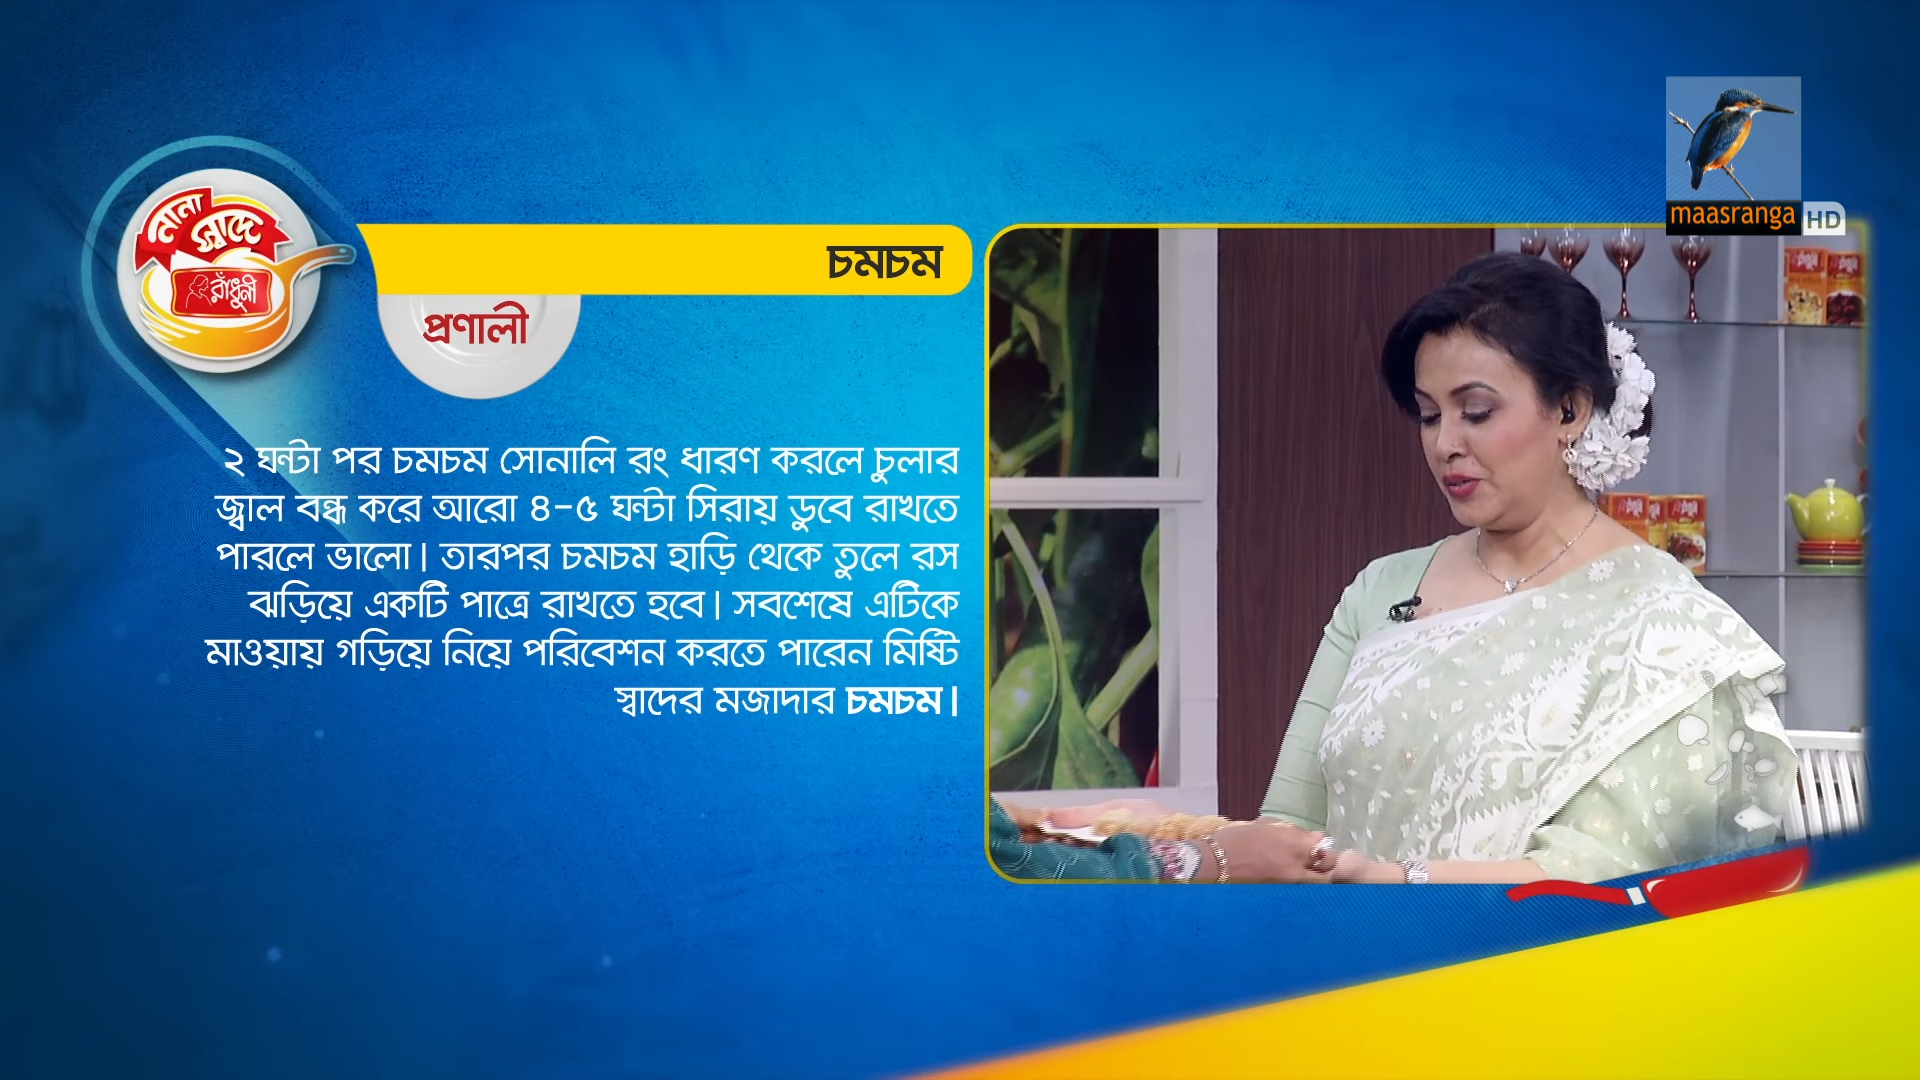 নানা
স্বাদে
রাঁধুনী
চমচম
প্রণালী
২ ঘন্টা পর চমচম সোনালি রং ধারণ করলে চুলার
জ্বাল বন্ধ করে আরো ৪-৫ ঘন্টা সিরায় ডুবে রাখতে
পারলে ভালো। তারপর চমচম হাড়ি থেকে তুলে রস
ঝড়িয়ে একটি পাত্রে রাখতে হবে। সবশেষে এটিকে
মাওয়ায় গড়িয়ে নিয়ে পরিবেশন করতে পারেন মিষ্টি
স্বাদের মজাদার চমচম।
maasranga HD